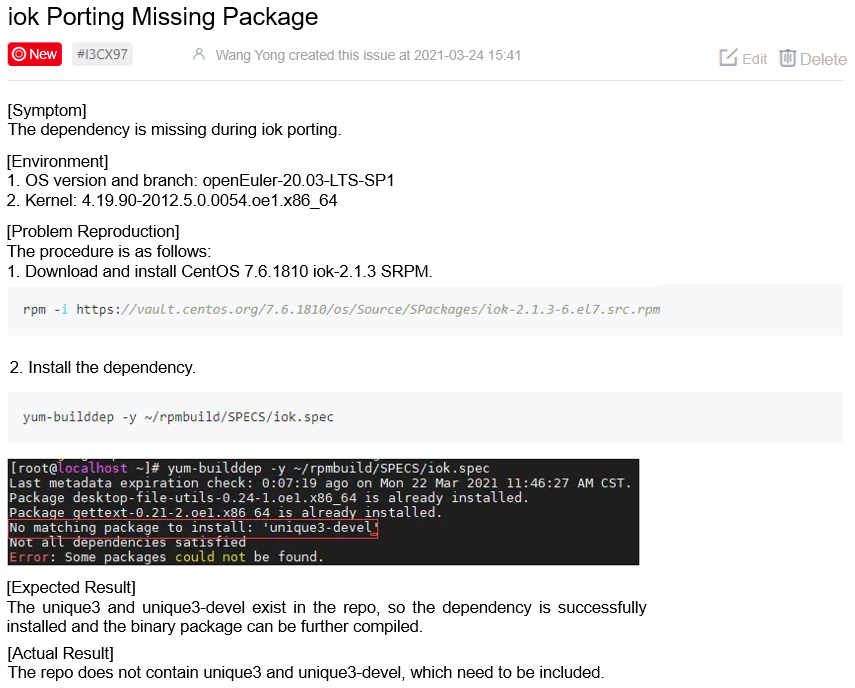 iok Porting Missing Package
New #I3CX97 Wang Yong created this issue at 2021-03-24 15:41 Edit Delete
[Symptom]
The dependency is missing during iok porting.
[Environment]
1. OS version and branch: openEuler-20.03-LTS-SP1
2. Kernel: 4.19.90-2012.5.0.0054.oe1.x86_64
[Problem Reproduction]
The procedure is as follows:
1. Download and install CentOS 7.6.1810 iok-2.1.3 SRPM.
rpm -i https://vault.centos.org/7.6.1810/os/Source/SPackages/iok-2.1.3-6.el7.src.rpm
2. Install the dependency.
yum-builddep -y ~/rpmbuild/SPECS/iok.spec
[root@localhost ~]# yum-builddep -y ~/rpmbuild/SPECS/iok.spec
Last metadata expiration check: 0:07:19 ago on Mon 22 Mar 2021 11:46:27 AM CST.
Package desktop-file-utils-0.24-1.oe1.x86_64 is already installed.
Package gettext-0.21-2.oe1.x86_64 is already installed.
No matching package to install: 'unique3-devel'
Not all dependencies satisfied
Error: Some packages could not be found.
[Expected Result]
The unique3 and unique3-devel exist in the repo, so the dependency is successfully
installed and the binary package can be further compiled.
[Actual Result]
The repo does not contain unique3 and unique3-devel, which need to be included.